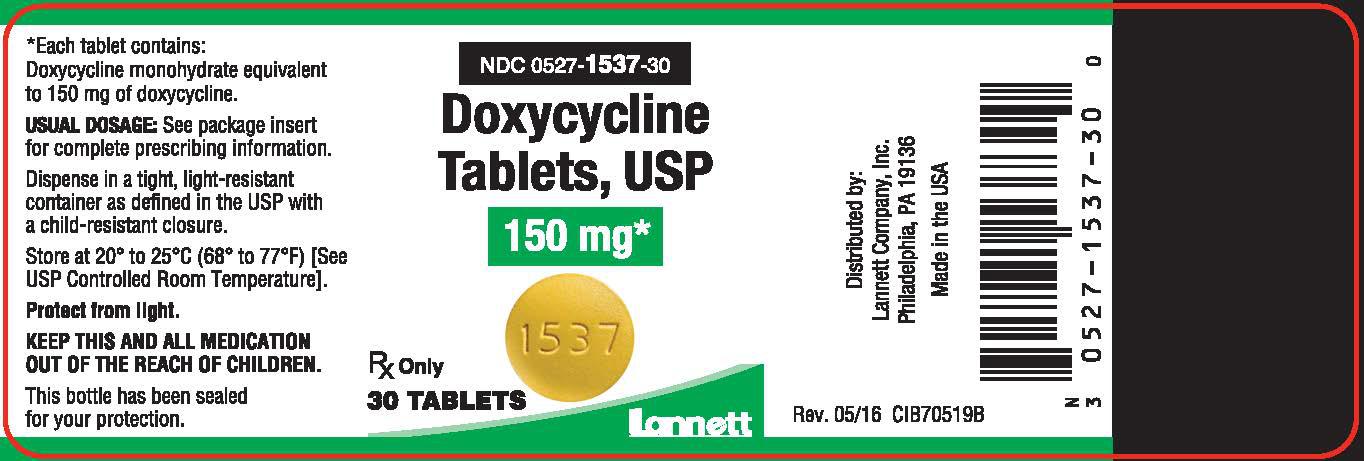 *Each tablet contains:
Doxycycline monohydrate equivalent
to 150 mg of doxycycline.
USUAL DOSAGE: See package insert
for complete prescribing information.
Dispense in a tight, light-resistant
container as defined in the USP with
a child-resistant closure.
Store at 20° to 25°C (68° to 77°F) [See
USP Controlled Room Temperature].
Protect from light.
KEEP THIS AND ALL MEDICATION
OUT OF THE REACH OF CHILDREN.
This bottle has been sealed
for your protection.
NDC 0527-1537-30
Doxycycline
Tablets, USP
150 mg*
1537
Rx Only
30 TABLETS
Lannett
Distributed by:
Lannett Company, Inc.
Philadelphia, PA 19136
Made in the USA
Rev. 05/16 CIB70519B
N 3 0527-1537-30 0